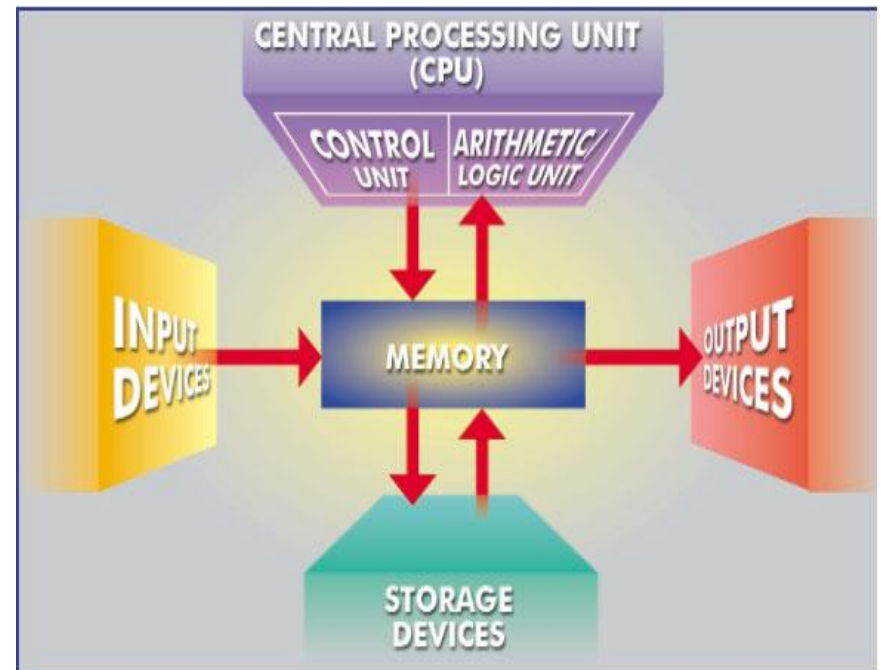 CENTRAL PROCESSING UNIT
(CPU)
CONTROL
UNIT
ARITHMETIC/
LOGIC UNIT
INPUT
DEVICES
MEMORY
OUTPUT
DEVICES
STORAGE
DEVICES